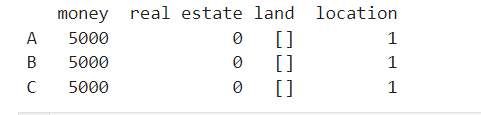 money real estate land location
A 5000 0 [] 1
B 5000 0 [] 1
C 5000 0 [] 1